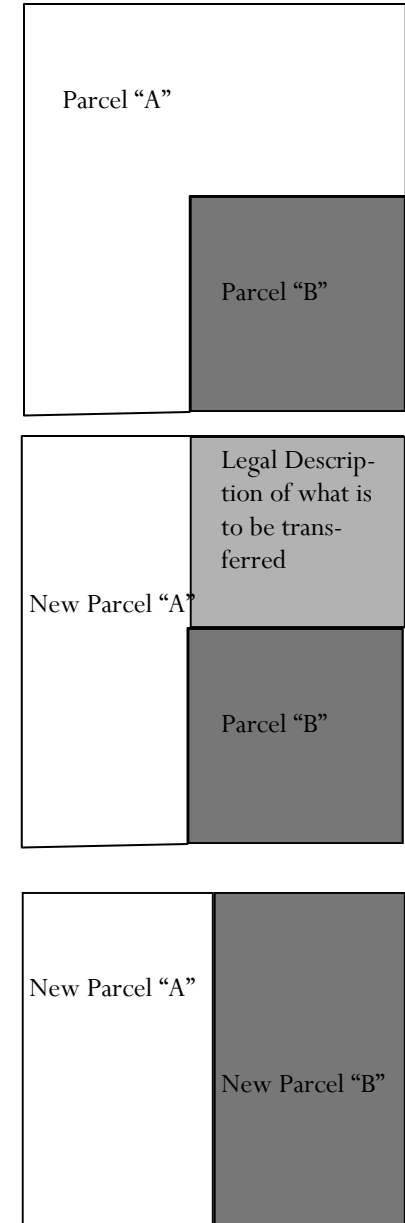 Parcel “A”
Parcel “B”
Legal Descrip-
tion of what is
to be trans-
ferred
New Parcel “A”
Parcel “B”
New Parcel “A”
New Parcel “B”